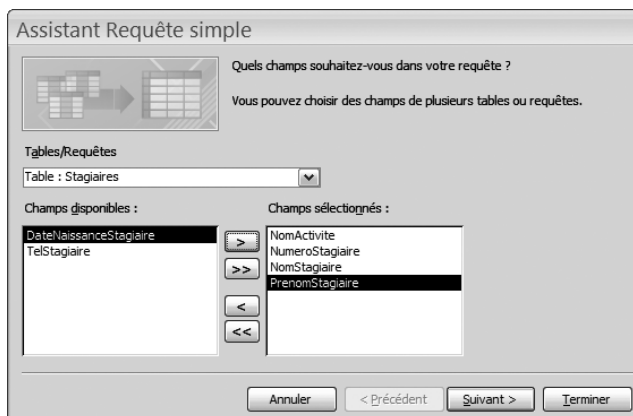 Assistant Requête simple
Quels champs souhaitez-vous dans votre requête ?
Vous pouvez choisir des champs de plusieurs tables ou requêtes.
Tables/Requêtes
Table : Stagiaires
Champs disponibles :
Champs sélectionnés :
DateNaissanceStagiaire
TelStagiaire
>
>>
<
<<
NomActivite
NumeroStagiaire
NomStagiaire
PrenomStagiaire
Annuler
< Précédent
Suivant >
Terminer